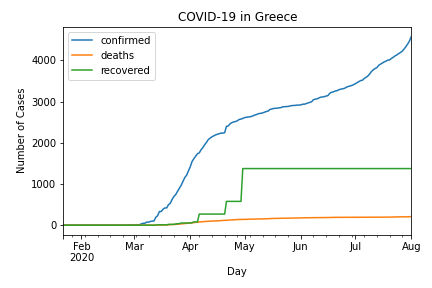 COVID-19 in Greece
confirmed
deaths
recovered
Number of Cases
4000
3000
2000
1000
0
Feb
2020
Mar
Apr
May
Jun
Jul
Aug
Day